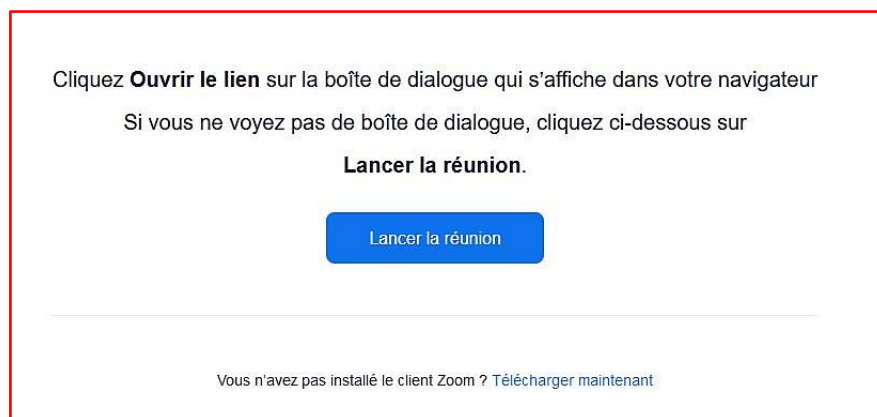 Cliquez Ouvrir le lien sur la boîte de dialogue qui s’affiche dans votre navigateur
Si vous ne voyez pas de boîte de dialogue, cliquez ci-dessous sur
Lancer la réunion.
Lancer la réunion
Vous n’avez pas installé le client Zoom ? Télécharger maintenant